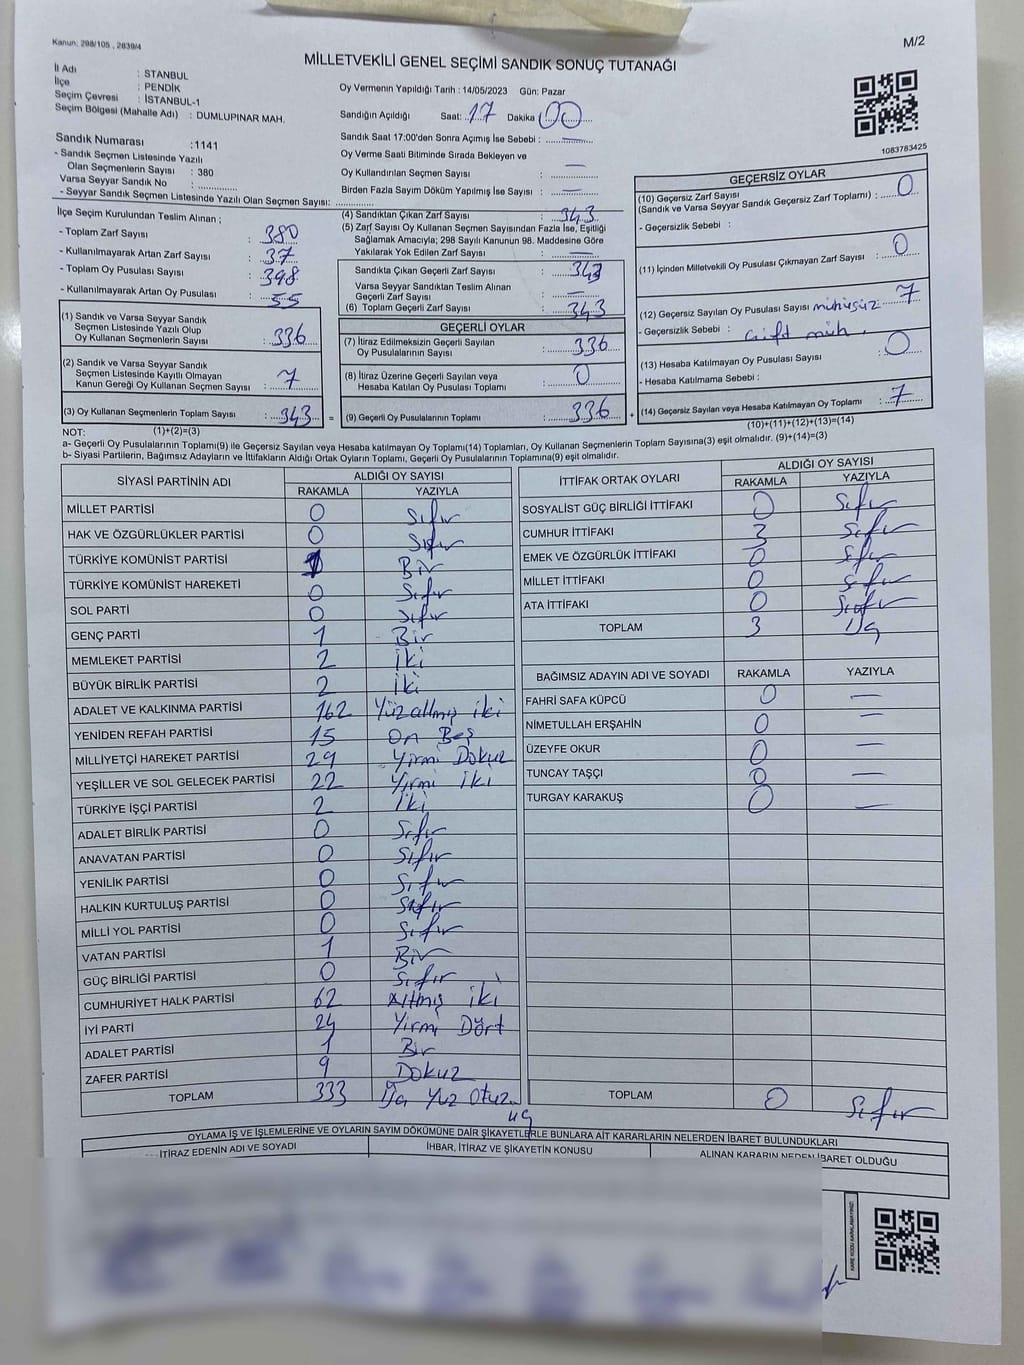 Kanun: 298/105 , 2839/4
M/2
MİLLETVEKİLİ GENEL SEÇİMİ SANDIK SONUÇ TUTANAĞI
İl Adı : STANBUL
İlçe : PENDİK
Seçim Çevresi : İSTANBUL-1
Seçim Bölgesi (Mahalle Adı) : DUMLUPINAR MAH.
Sandık Numarası :1141
- Sandık Seçmen Listesinde Yazılı
Olan Seçmenlerin Sayısı : 380
Varsa Seyyar Sandık No :
- Seyyar Sandık Seçmen Listesinde Yazılı Olan Seçmen Sayısı:
Oy Vermenin Yapıldığı Tarih : 14/05/2023 Gün: Pazar
Sandığın Açıldığı Saat: 17 Dakika 00
Sandık Saat 17:00'den Sonra Açımış İse Sebebi : —
Oy Verme Saati Bitiminde Sırada Bekleyen ve
Oy Kullandırılan Seçmen Sayısı : —
Birden Fazla Sayım Döküm Yapılmış İse Sayısı : —
1083783425
İlçe Seçim Kurulundan Teslim Alınan ;
- Toplam Zarf Sayısı : 380
- Kullanılmayarak Artan Zarf Sayısı : 37
- Toplam Oy Pusulası Sayısı : 398
- Kullanılmayarak Artan Oy Pusulası : 55
(1) Sandık ve Varsa Seyyar Sandık
Seçmen Listesinde Yazılı Olup
Oy Kullanan Seçmenlerin Sayısı : 336
(2) Sandık ve Varsa Seyyar Sandık
Seçmen Listesinde Kayıtlı Olmayan
Kanun Gereği Oy Kullanan Seçmen Sayısı : 7
(3) Oy Kullanan Seçmenlerin Toplam Sayısı : 343
(1)+(2)=(3)
(4) Sandıktan Çıkan Zarf Sayısı : 343
(5) Zarf Sayısı Oy Kullanan Seçmen Sayısından Fazla İse, Eşitliği
Sağlamak Amacıyla; 298 Sayılı Kanunun 98. Maddesine Göre
Yakılarak Yok Edilen Zarf Sayısı : —
Sandıkta Çıkan Geçerli Zarf Sayısı : 343
Varsa Seyyar Sandıktan Teslim Alınan
Geçerli Zarf Sayısı : —
(6) Toplam Geçerli Zarf Sayısı : 343
GEÇERLİ OYLAR
(7) İtiraz Edilmeksizin Geçerli Sayılan
Oy Pusulalarının Sayısı : 336
(8) İtiraz Üzerine Geçerli Sayılan veya
Hesaba Katılan Oy Pusulası Toplamı : 0
= (9) Geçerli Oy Pusulalarının Toplamı : 336
GEÇERSİZ OYLAR
(10) Geçersiz Zarf Sayısı
(Sandık ve Varsa Seyyar Sandık Geçersiz Zarf Toplamı) : 0
- Geçersizlik Sebebi :
(11) İçinden Milletvekili Oy Pusulası Çıkmayan Zarf Sayısı : 0
(12) Geçersiz Sayılan Oy Pusulası Sayısı mühüsüz : 7
- Geçersizlik Sebebi : çift müh.
(13) Hesaba Katılmayan Oy Pusulası Sayısı : 0
- Hesaba Katılmama Sebebi :
+ (14) Geçersiz Sayılan veya Hesaba Katılmayan Oy Toplamı : 7
(10)+(11)+(12)+(13)=(14)
NOT:
a- Geçerli Oy Pusulalarının Toplamı(9) ile Geçersiz Sayılan veya Hesaba katılmayan Oy Toplamı(14) Toplamları, Oy Kullanan Seçmenlerin Toplam Sayısına(3) eşit olmalıdır. (9)+(14)=(3)
b- Siyasi Partilerin, Bağımsız Adayların ve İttifakların Aldığı Ortak Oyların Toplamı, Geçerli Oy Pusulalarının Toplamına(9) eşit olmalıdır.
SİYASİ PARTİNİN ADI ALDIĞI OY SAYISI
RAKAMLA YAZIYLA
MİLLET PARTİSİ 0 Sıfır
HAK VE ÖZGÜRLÜKLER PARTİSİ 0 Sıfır
TÜRKİYE KOMÜNİST PARTİSİ 1 Bir
TÜRKİYE KOMÜNİST HAREKETİ 0 Sıfır
SOL PARTİ 0 Sıfır
GENÇ PARTİ 1 Bir
MEMLEKET PARTİSİ 2 İki
BÜYÜK BİRLİK PARTİSİ 2 İki
ADALET VE KALKINMA PARTİSİ 162 Yüz altmış iki
YENİDEN REFAH PARTİSİ 15 On Beş
MİLLİYETÇİ HAREKET PARTİSİ 29 Yirmi Dokuz
YEŞİLLER VE SOL GELECEK PARTİSİ 22 Yirmi İki
TÜRKİYE İŞÇİ PARTİSİ 2 İki
ADALET BİRLİK PARTİSİ 0 Sıfır
ANAVATAN PARTİSİ 0 Sıfır
YENİLİK PARTİSİ 0 Sıfır
HALKIN KURTULUŞ PARTİSİ 0 Sıfır
MİLLİ YOL PARTİSİ 0 Sıfır
VATAN PARTİSİ 1 Bir
GÜÇ BİRLİĞİ PARTİSİ 0 Sıfır
CUMHURİYET HALK PARTİSİ 62 Altmış iki
İYİ PARTİ 24 Yirmi Dört
ADALET PARTİSİ 1 Bir
ZAFER PARTİSİ 9 Dokuz
TOPLAM 333 Üç Yüz Otuz
üç
İTTİFAK ORTAK OYLARI ALDIĞI OY SAYISI
RAKAMLA YAZIYLA
SOSYALİST GÜÇ BİRLİĞİ İTTİFAKI 0 Sıfır
CUMHUR İTTİFAKI 3 Sıfır
EMEK VE ÖZGÜRLÜK İTTİFAKI 0 Sıfır
MİLLET İTTİFAKI 0 Sıfır
ATA İTTİFAKI 0 Sıfır
TOPLAM 3 Üç
BAĞIMSIZ ADAYIN ADI VE SOYADI RAKAMLA YAZIYLA
FAHRİ SAFA KÜPCÜ 0 —
NİMETULLAH ERŞAHİN 0 —
ÜZEYFE OKUR 0 —
TUNCAY TAŞÇI 0 —
TURGAY KARAKUŞ 0 —
TOPLAM 0 Sıfır
OYLAMA İŞ VE İŞLEMLERİNE VE OYLARIN SAYIM DÖKÜMÜNE DAİR ŞİKAYETLERLE BUNLARA AİT KARARLARIN NELERDEN İBARET BULUNDUKLARI
İTİRAZ EDENİN ADI VE SOYADI İHBAR, İTİRAZ VE ŞİKAYETİN KONUSU ALINAN KARARIN NEDEN İBARET OLDUĞU